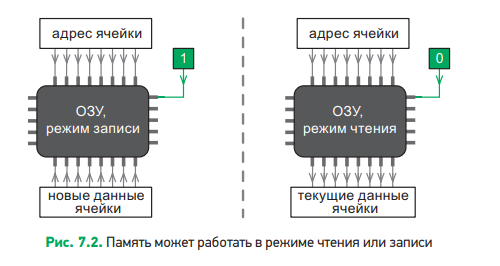 адрес ячейки
1
ОЗУ,
режим записи
новые данные
ячейки
адрес ячейки
0
ОЗУ,
режим чтения
текущие данные
ячейки
Рис. 7.2. Память может работать в режиме чтения или записи